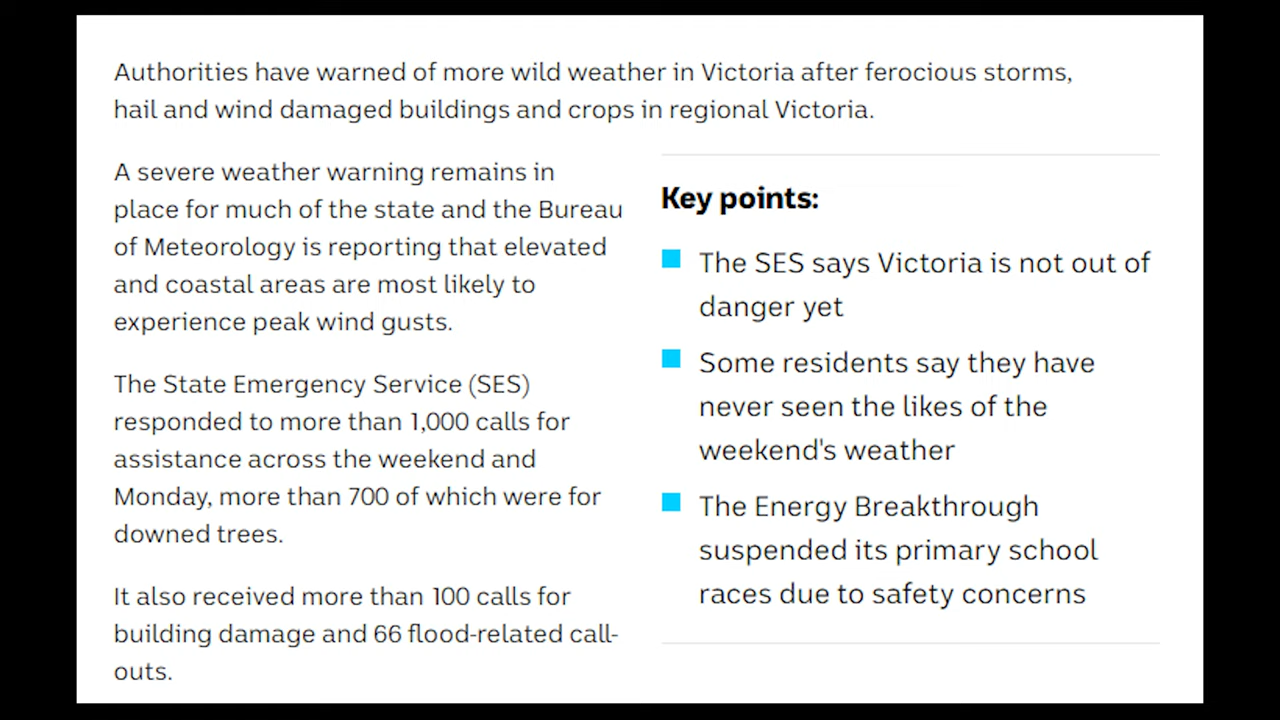 Authorities have warned of more wild weather in Victoria after ferocious storms,
hail and wind damaged buildings and crops in regional Victoria.
A severe weather warning remains in
place for much of the state and the Bureau
of Meteorology is reporting that elevated
and coastal areas are most likely to
experience peak wind gusts.
The State Emergency Service (SES)
responded to more than 1,000 calls for
assistance across the weekend and
Monday, more than 700 of which were for
downed trees.
It also received more than 100 calls for
building damage and 66 flood-related call-
outs.
Key points:
The SES says Victoria is not out of
danger yet
Some residents say they have
never seen the likes of the
weekend's weather
The Energy Breakthrough
suspended its primary school
races due to safety concerns